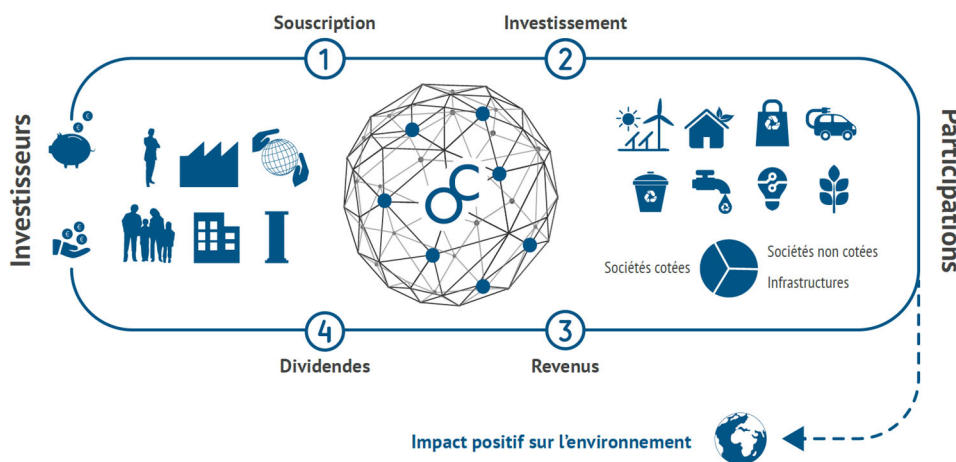 Souscription
Investissement
1
2
Investisseurs
Participations
OC
Sociétés cotées
Sociétés non cotées
Infrastructures
4
3
Dividendes
Revenus
Impact positif sur l'environnement